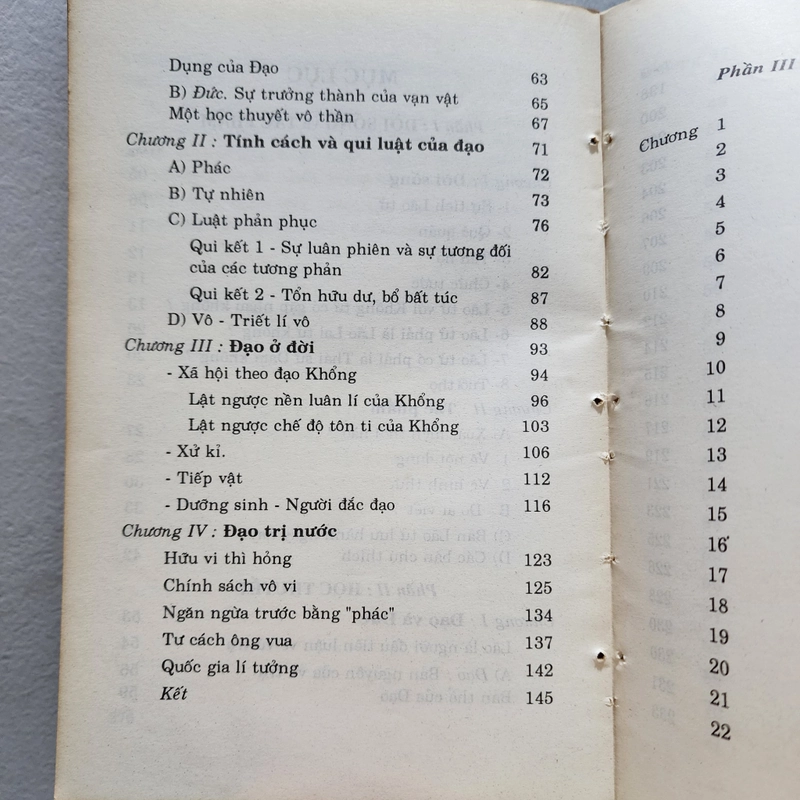 Dụng của Đạo 63
B) Đức. Sự trưởng thành của vạn vật 65
Một học thuyết vô thần 67
Chương II : Tính cách và qui luật của đạo 71
A) Phác 72
B) Tự nhiên 73
C) Luật phản phục 76
Qui kết 1 - Sự luân phiên và sự tương đối
của các tương phản 82
Qui kết 2 - Tổn hữu dư, bổ bất túc 87
D) Vô - Triết lí vô 88
Chương III : Đạo ở đời 93
- Xã hội theo đạo Khổng 94
Lật ngược nền luân lí của Khổng 96
Lật ngược chế độ tôn ti của Khổng 103
- Xử kỉ. 106
- Tiếp vật 112
- Dưỡng sinh - Người đắc đạo 116
Chương IV : Đạo trị nước
Hữu vi thì hỏng 123
Chính sách vô vi 125
Ngăn ngừa trước bằng "phác" 134
Tư cách ông vua 137
Quốc gia lí tưởng 142
Kết 145
Phần III
Chương 1
2
3
4
5
6
7
8
9
10
11
12
13
14
15
16
17
18
19
20
21
22